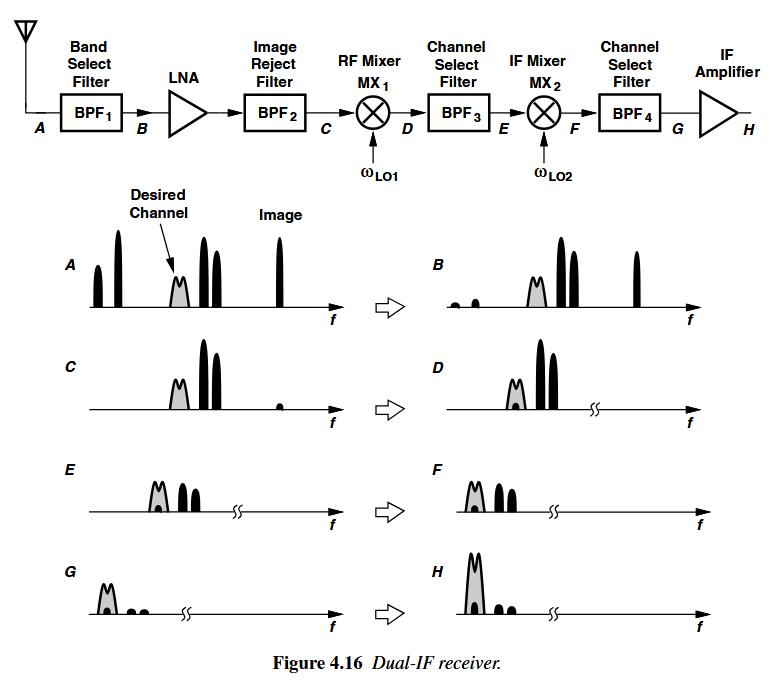 Band
Select
Filter
LNA
Image
Reject
Filter
RF Mixer
MX1
Channel
Select
Filter
IF Mixer
MX2
Channel
Select
Filter
IF
Amplifier
BPF1
BPF2
BPF3
BPF4
A
B
C
D
E
F
G
H
ωLO1
ωLO2
Desired
Channel
Image
A
f
B
f
C
f
D
f
E
f
F
f
G
f
H
f
Figure 4.16 Dual-IF receiver.